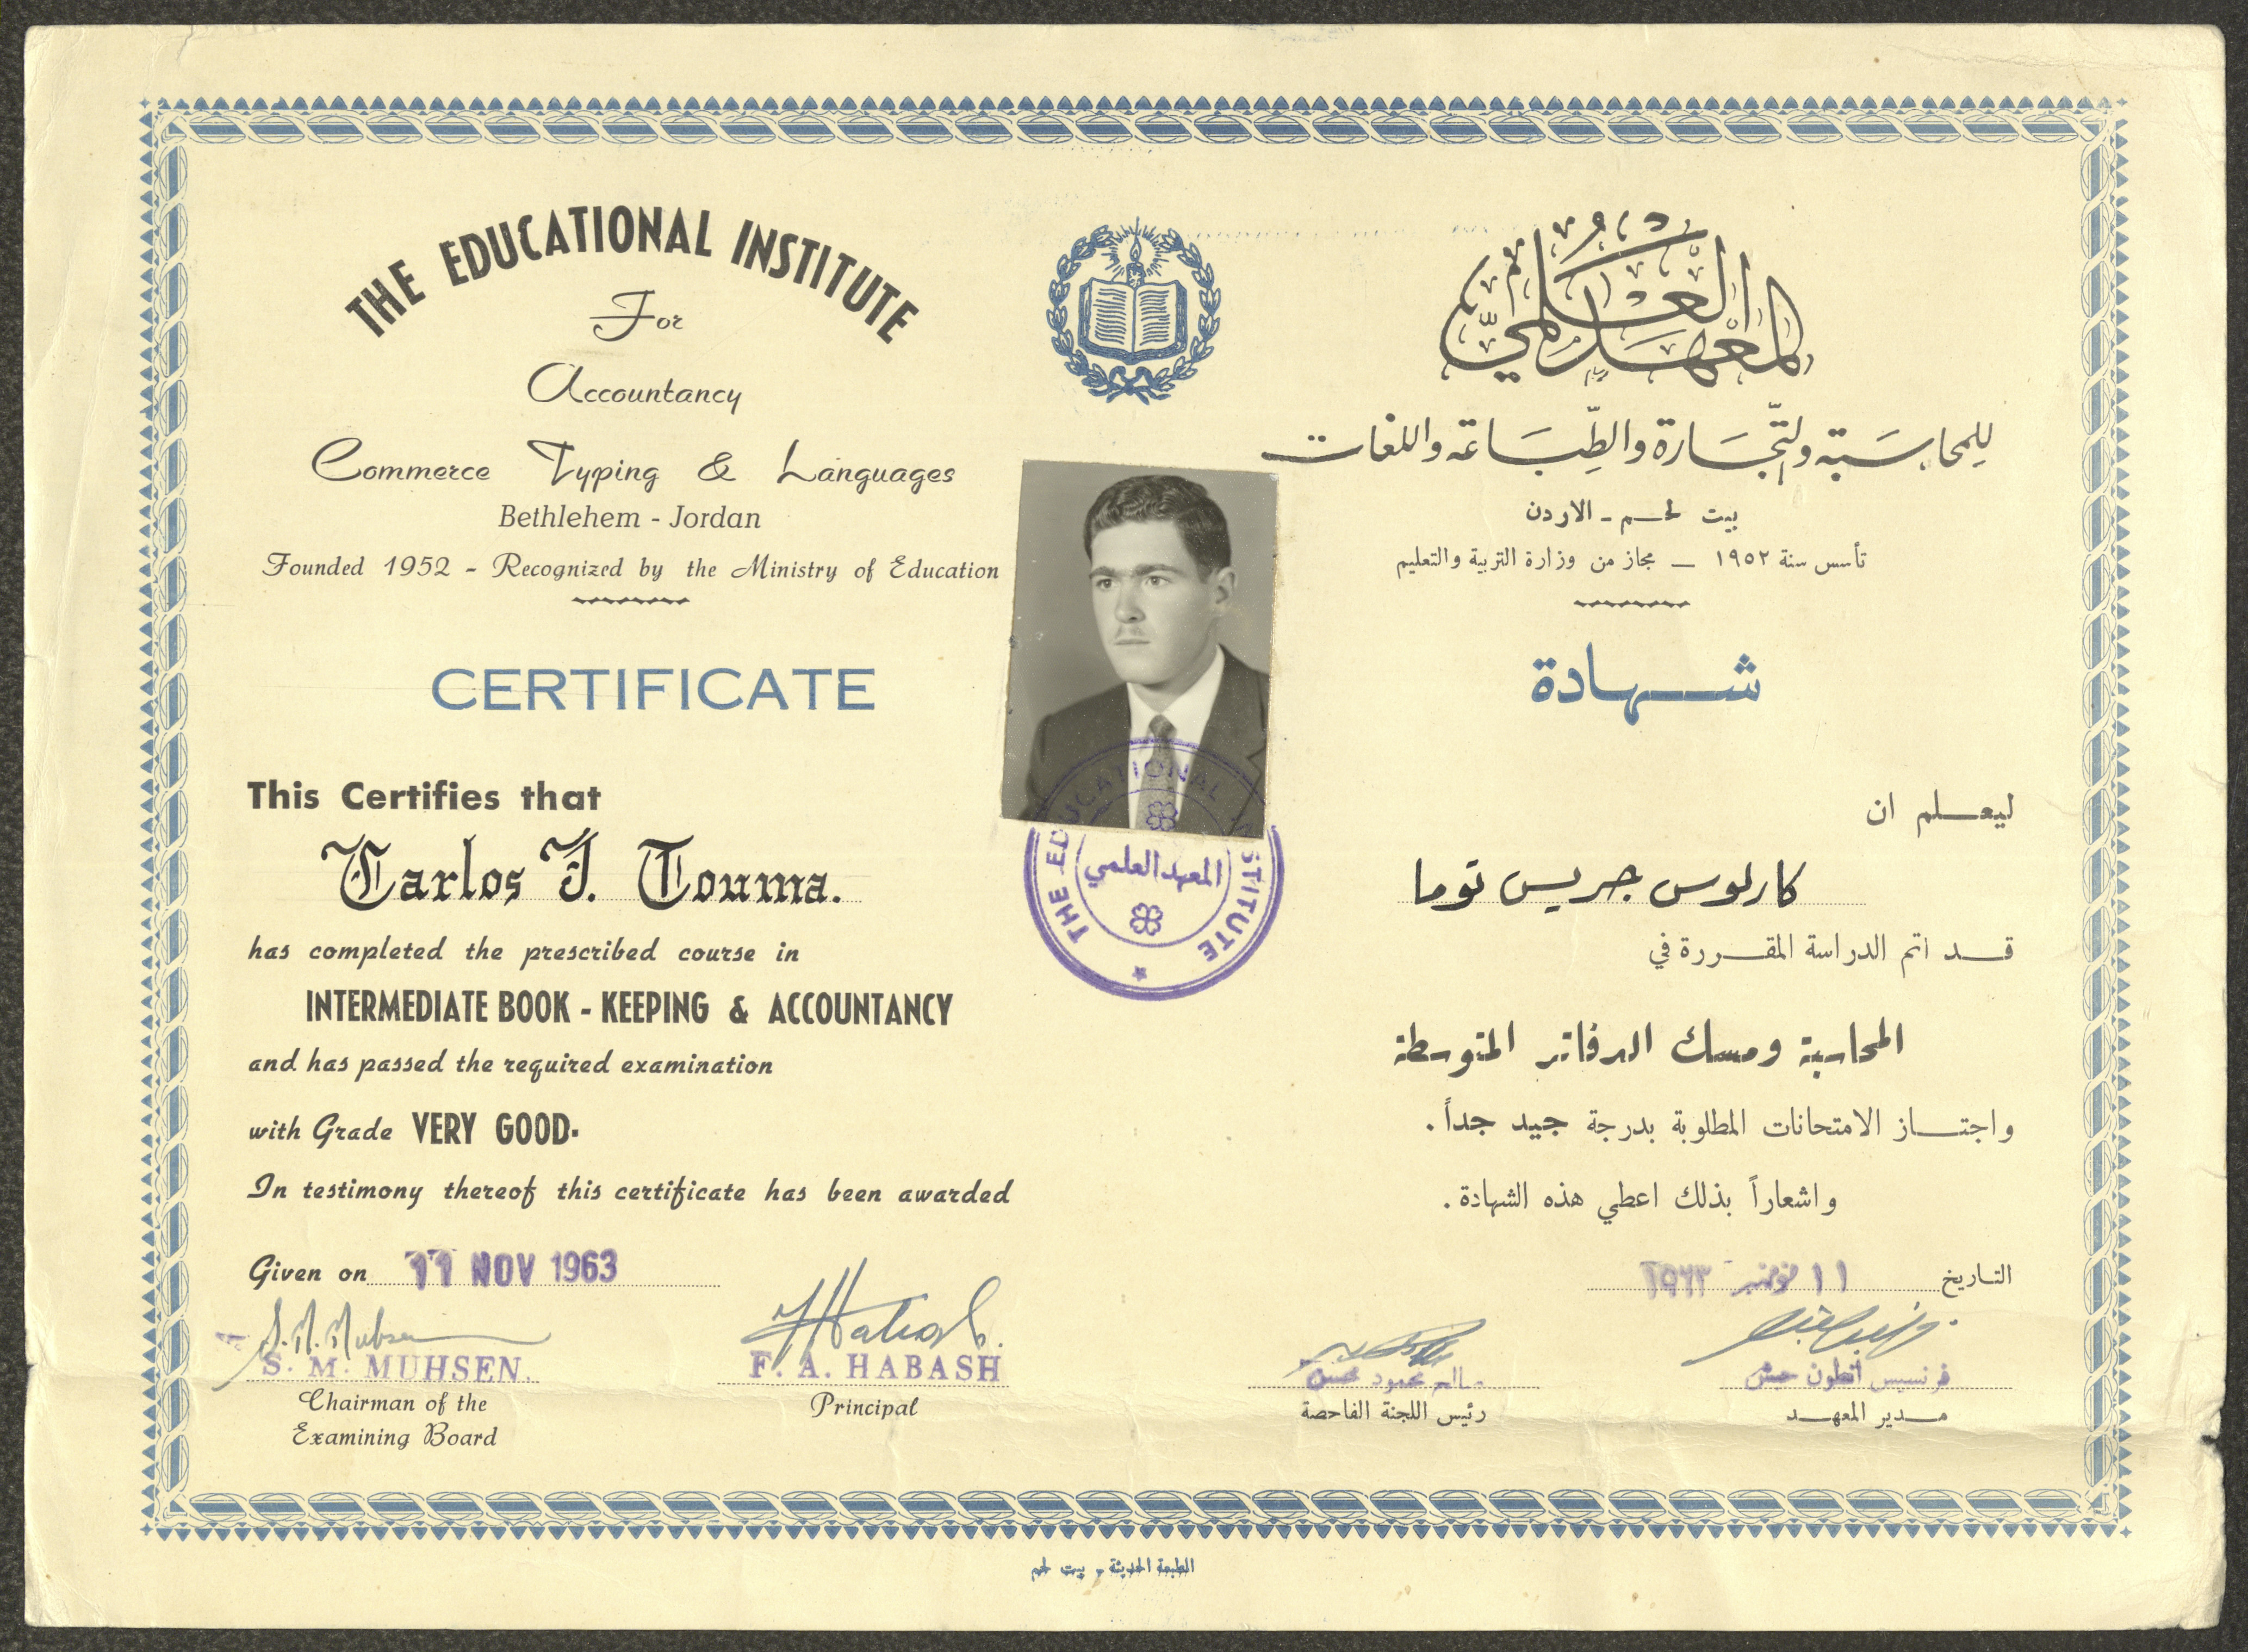 THE EDUCATIONAL INSTITUTE
For
Accountancy
Commerce Typing & Languages
Bethlehem - Jordan
Founded 1952 - Recognized by the Ministry of Education
CERTIFICATE
This Certifies that
Carlos J. Touma.
has completed the prescribed course in
INTERMEDIATE BOOK - KEEPING & ACCOUNTANCY
and has passed the required examination
with Grade VERY GOOD.
In testimony thereof this certificate has been awarded
Given on 11 NOV 1963
S. M. Muhsen
S. M. MUHSEN.
Chairman of the
Examining Board
F. Habash.
F. A. HABASH
Principal
THE EDUCATIONAL INSTITUTE
المعهد العلمي
المعهد العلمي
للمحاسبة والتجارة والطباعة واللغات
بيت لحم - الاردن
تأسس سنة ١٩٥٢ — مجاز من وزارة التربية والتعليم
شهادة
ليعلم ان
كارلوس جريس توما
قد اتم الدراسة المقررة في
المحاسبة ومسك الدفاتر المتوسطة
واجتاز الامتحانات المطلوبة بدرجة جيد جداً.
واشعاراً بذلك اعطي هذه الشهادة.
التاريخ ١١ نوفمبر ١٩٦٣
صالح محمود محسن
رئيس اللجنة الفاحصة
فرنسيس أنطون حبش
مدير المعهد
المطبعة الحديثة - بيت لحم